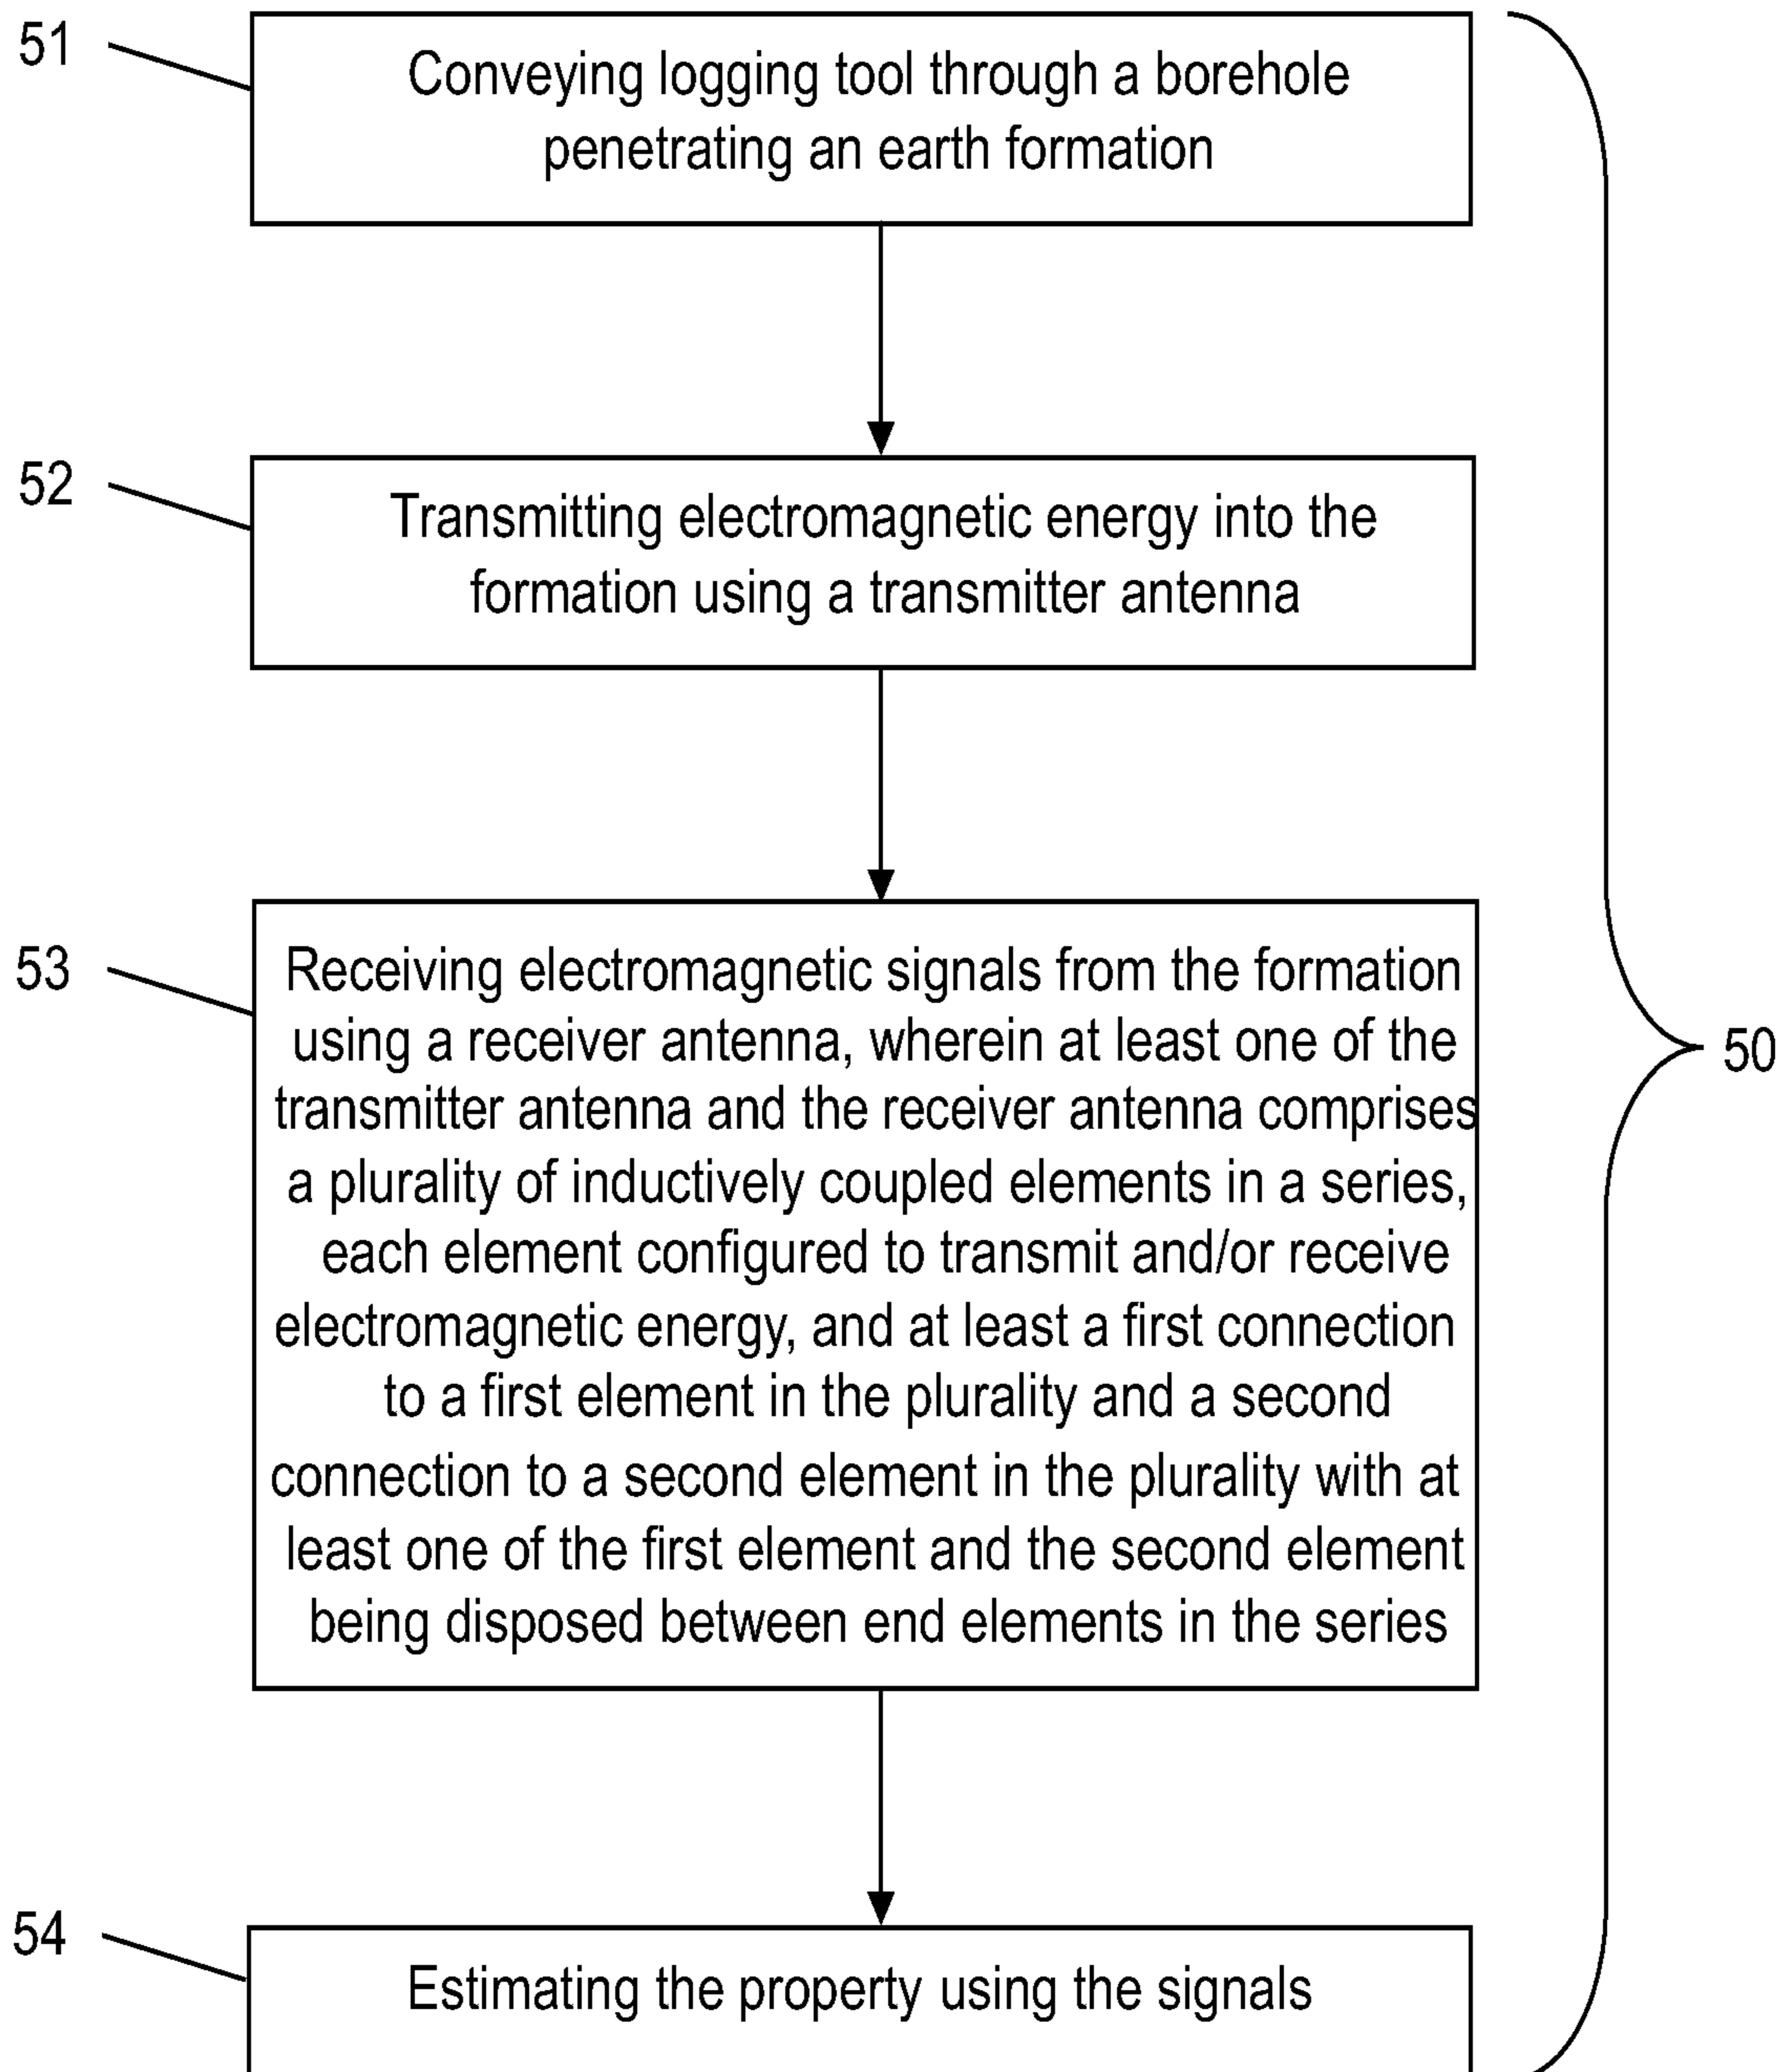 51
Conveying logging tool through a borehole
penetrating an earth formation
52
Transmitting electromagnetic energy into the
formation using a transmitter antenna
53
Receiving electromagnetic signals from the formation
using a receiver antenna, wherein at least one of the
transmitter antenna and the receiver antenna comprises
a plurality of inductively coupled elements in a series,
each element configured to transmit and/or receive
electromagnetic energy, and at least a first connection
to a first element in the plurality and a second
connection to a second element in the plurality with at
least one of the first element and the second element
being disposed between end elements in the series
50
54
Estimating the property using the signals